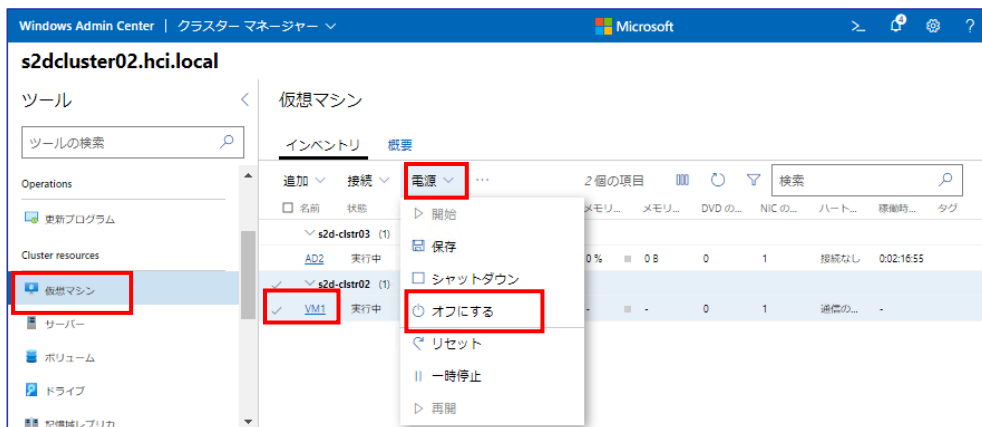 Windows Admin Center | クラスター マネージャー
Microsoft
4
?
s2dcluster02.hci.local
ツール
ツールの検索
Operations
更新プログラム
Cluster resources
仮想マシン
サーバー
ボリューム
ドライブ
記憶域レプリカ
仮想マシン
インベントリ 概要
追加 接続 電源 ... 2 個の項目 検索
名前 状態 メモリ... メモリ... DVD の... NIC の... ハート... 稼働時... タグ
s2d-clstr03 (1)
AD2 実行中 0 % 0 B 0 1 接続なし 0:02:16:55
s2d-clstr02 (1)
VM1 実行中 - - 0 1 通信の... -
開始
保存
シャットダウン
オフにする
リセット
一時停止
再開